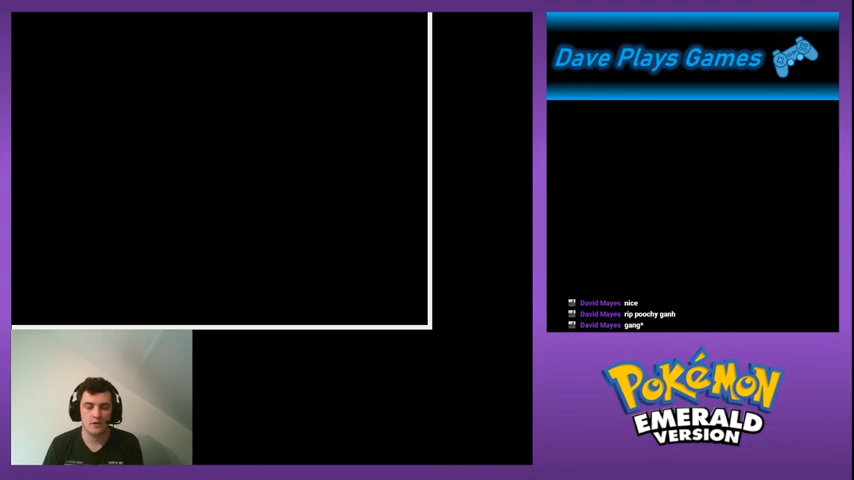 Dave Plays Games
David Mayes nice
David Mayes rip poochy ganh
David Mayes gang*
POKéMON
EMERALD
VERSION